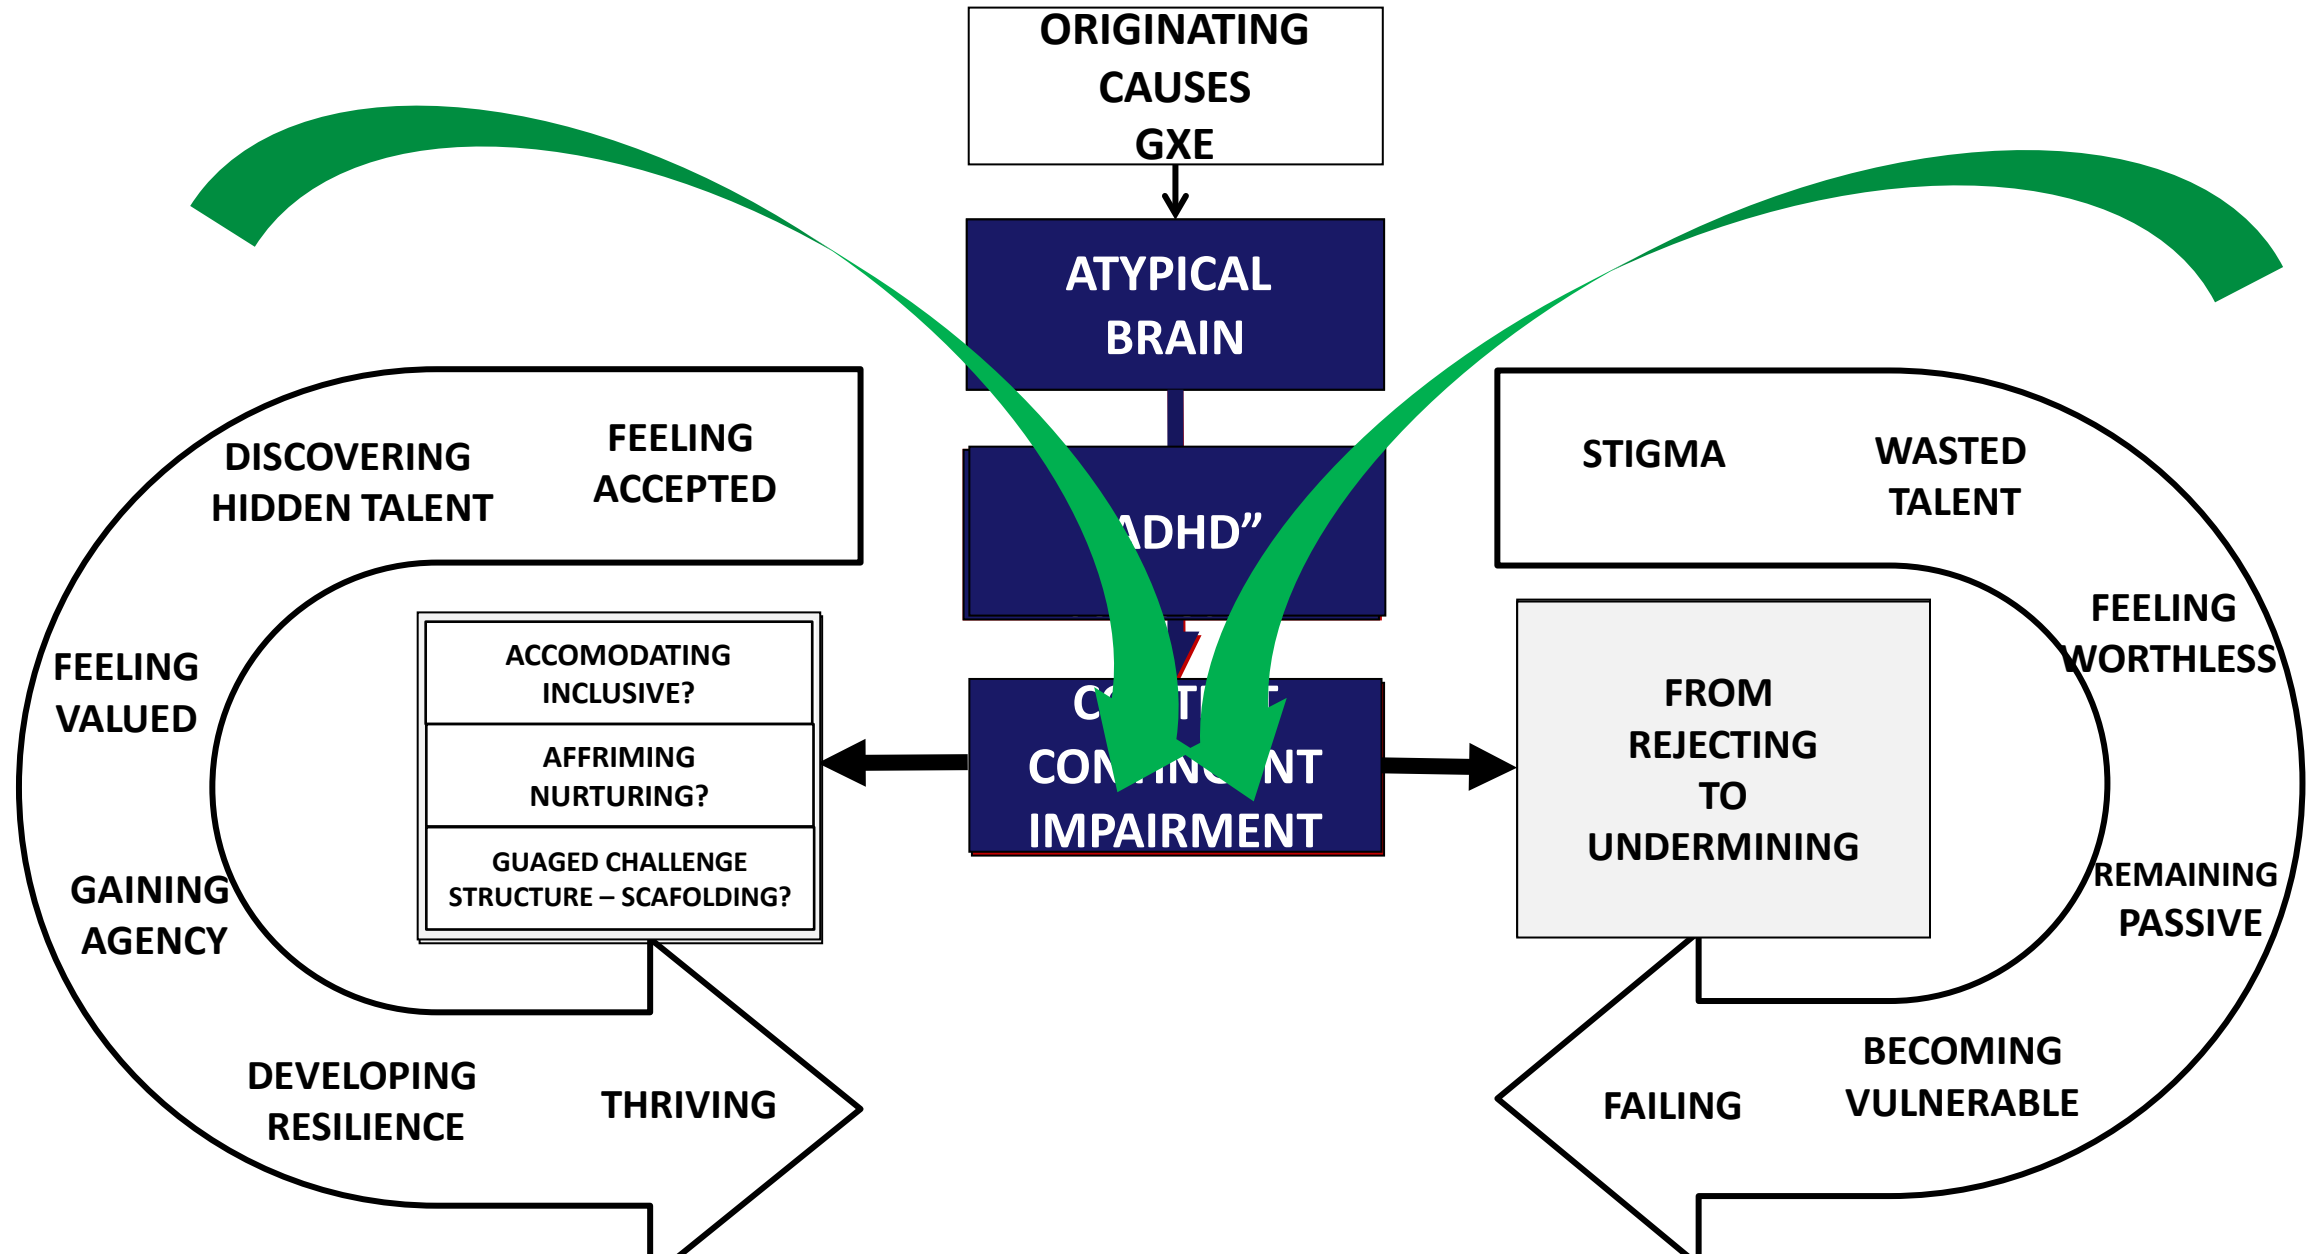 ORIGINATING
CAUSES
GXE
ATYPICAL
BRAIN
ADHD”
IMPAIRMENT
FEELING
ACCEPTED
DISCOVERING
HIDDEN TALENT
FEELING
VALUED
GAINING
AGENCY
DEVELOPING
RESILIENCE
THRIVING
ACCOMODATING
INCLUSIVE?
AFFRIMING
NURTURING?
GUAGED CHALLENGE
STRUCTURE – SCAFOLDING?
STIGMA
WASTED
TALENT
FEELING
WORTHLESS
REMAINING
PASSIVE
BECOMING
VULNERABLE
FAILING
FROM
REJECTING
TO
UNDERMINING